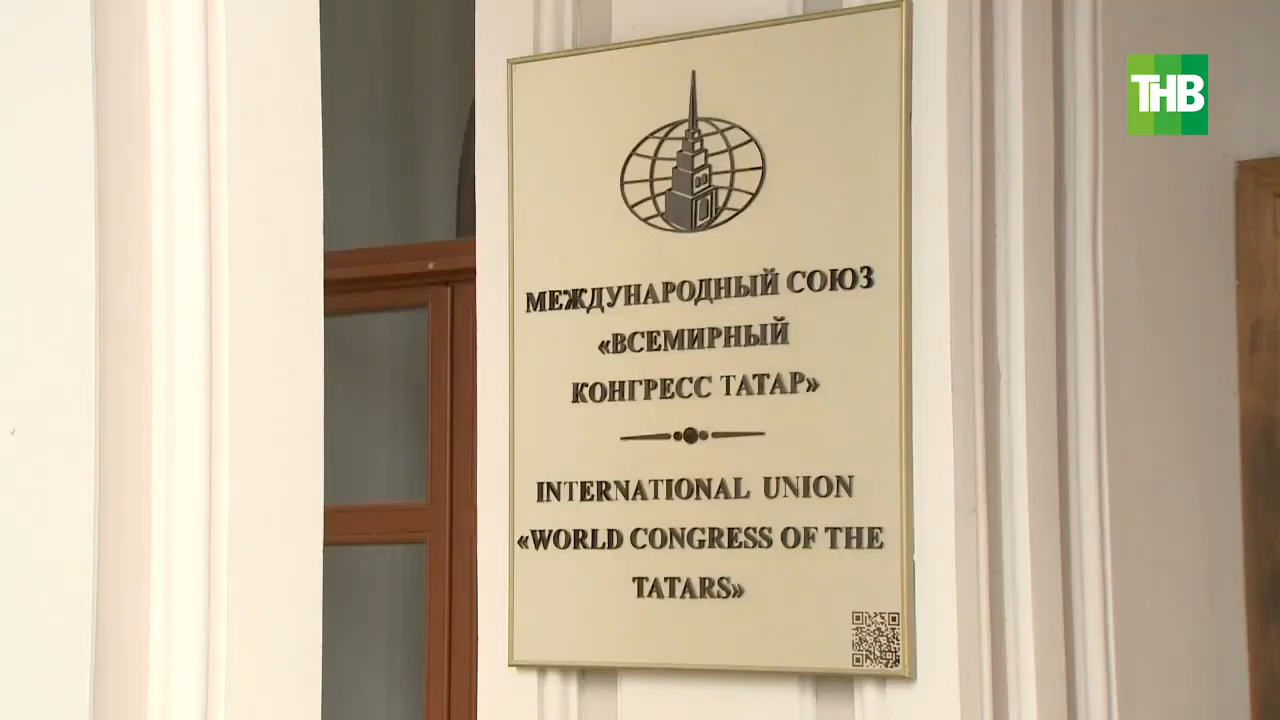 ТНВ
МЕЖДУНАРОДНЫЙ СОЮЗ
«ВСЕМИРНЫЙ
КОНГРЕСС ТАТАР»
INTERNATIONAL UNION
«WORLD CONGRESS OF THE
TATARS»